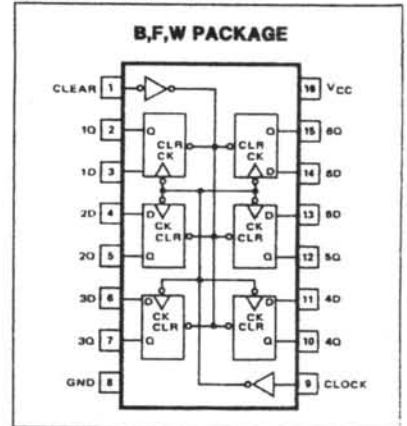 B,F,W PACKAGE
CLEAR 1 16 VCC
1Q 2 Q Q 15 6Q
CLR CLR
CK CK
1D 3 D D 14 6D
2D 4 D D 13 5D
CK CK
CLR CLR
2Q 5 Q Q 12 5Q
3D 6 D D 11 4D
CK CK
CLR CLR
3Q 7 Q Q 10 4Q
GND 8 9 CLOCK